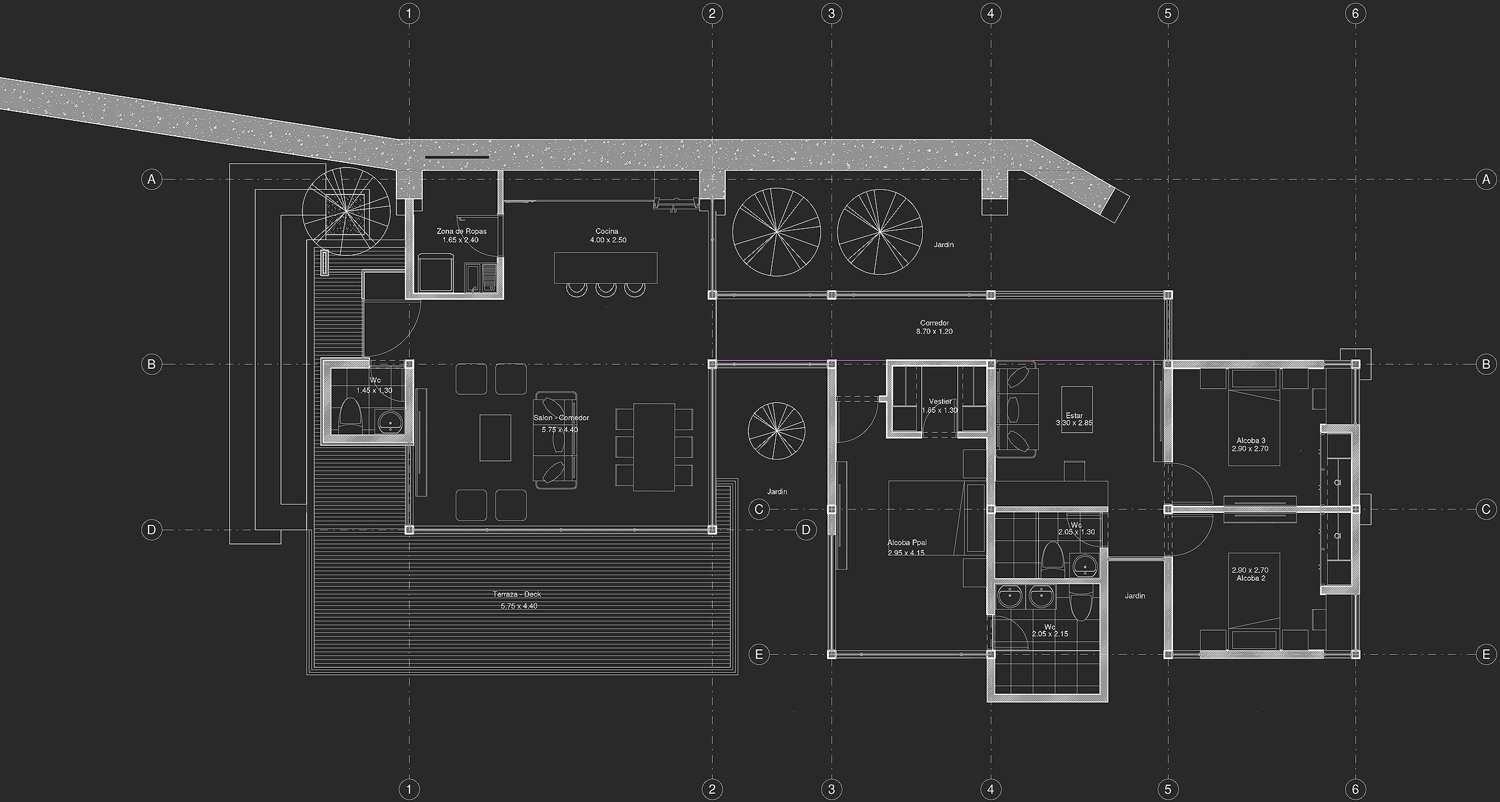 1 2 3 4 5 6
A A
Zona de Ropas
1.65 x 2.40
Cocina
4.00 x 2.50
Jardin
Corredor
8.70 x 1.20
B B
Wc
1.45 x 1.30
Vestier
1.85 x 1.30
Salon - Comedor
5.75 x 4.40
Estar
3.30 x 2.85
Alcoba 3
2.90 x 2.70
Cl
Jardin
C C
D D
Wc
2.05 x 1.30
Cl
Alcoba Ppal
2.95 x 4.15
2.90 x 2.70
Alcoba 2
Terraza - Deck
5.75 x 4.40
Jardin
Wc
2.05 x 2.15
E E
1 2 3 4 5 6